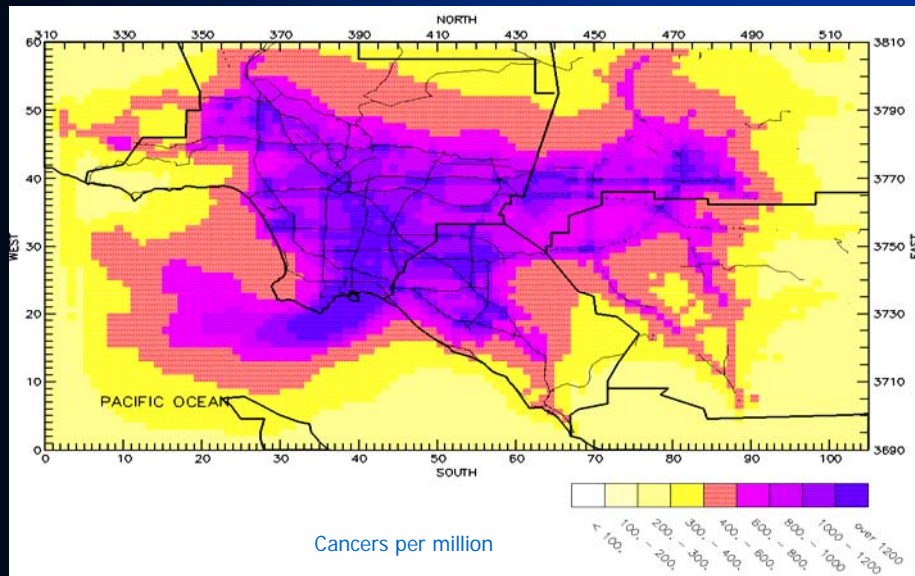 NORTH
310 330 350 370 390 410 430 450 470 490 510
60 3810
50 3790
40 3770
WEST 30 3750 EAST
20 3730
10 3710
PACIFIC OCEAN
0 3690
0 10 20 30 40 50 60 70 80 90 100
SOUTH
< 100.
100. - 200.
200. - 300.
300. - 400.
400. - 600.
600. - 800.
800. - 1000
1000 - 1200
over 1200
Cancers per million